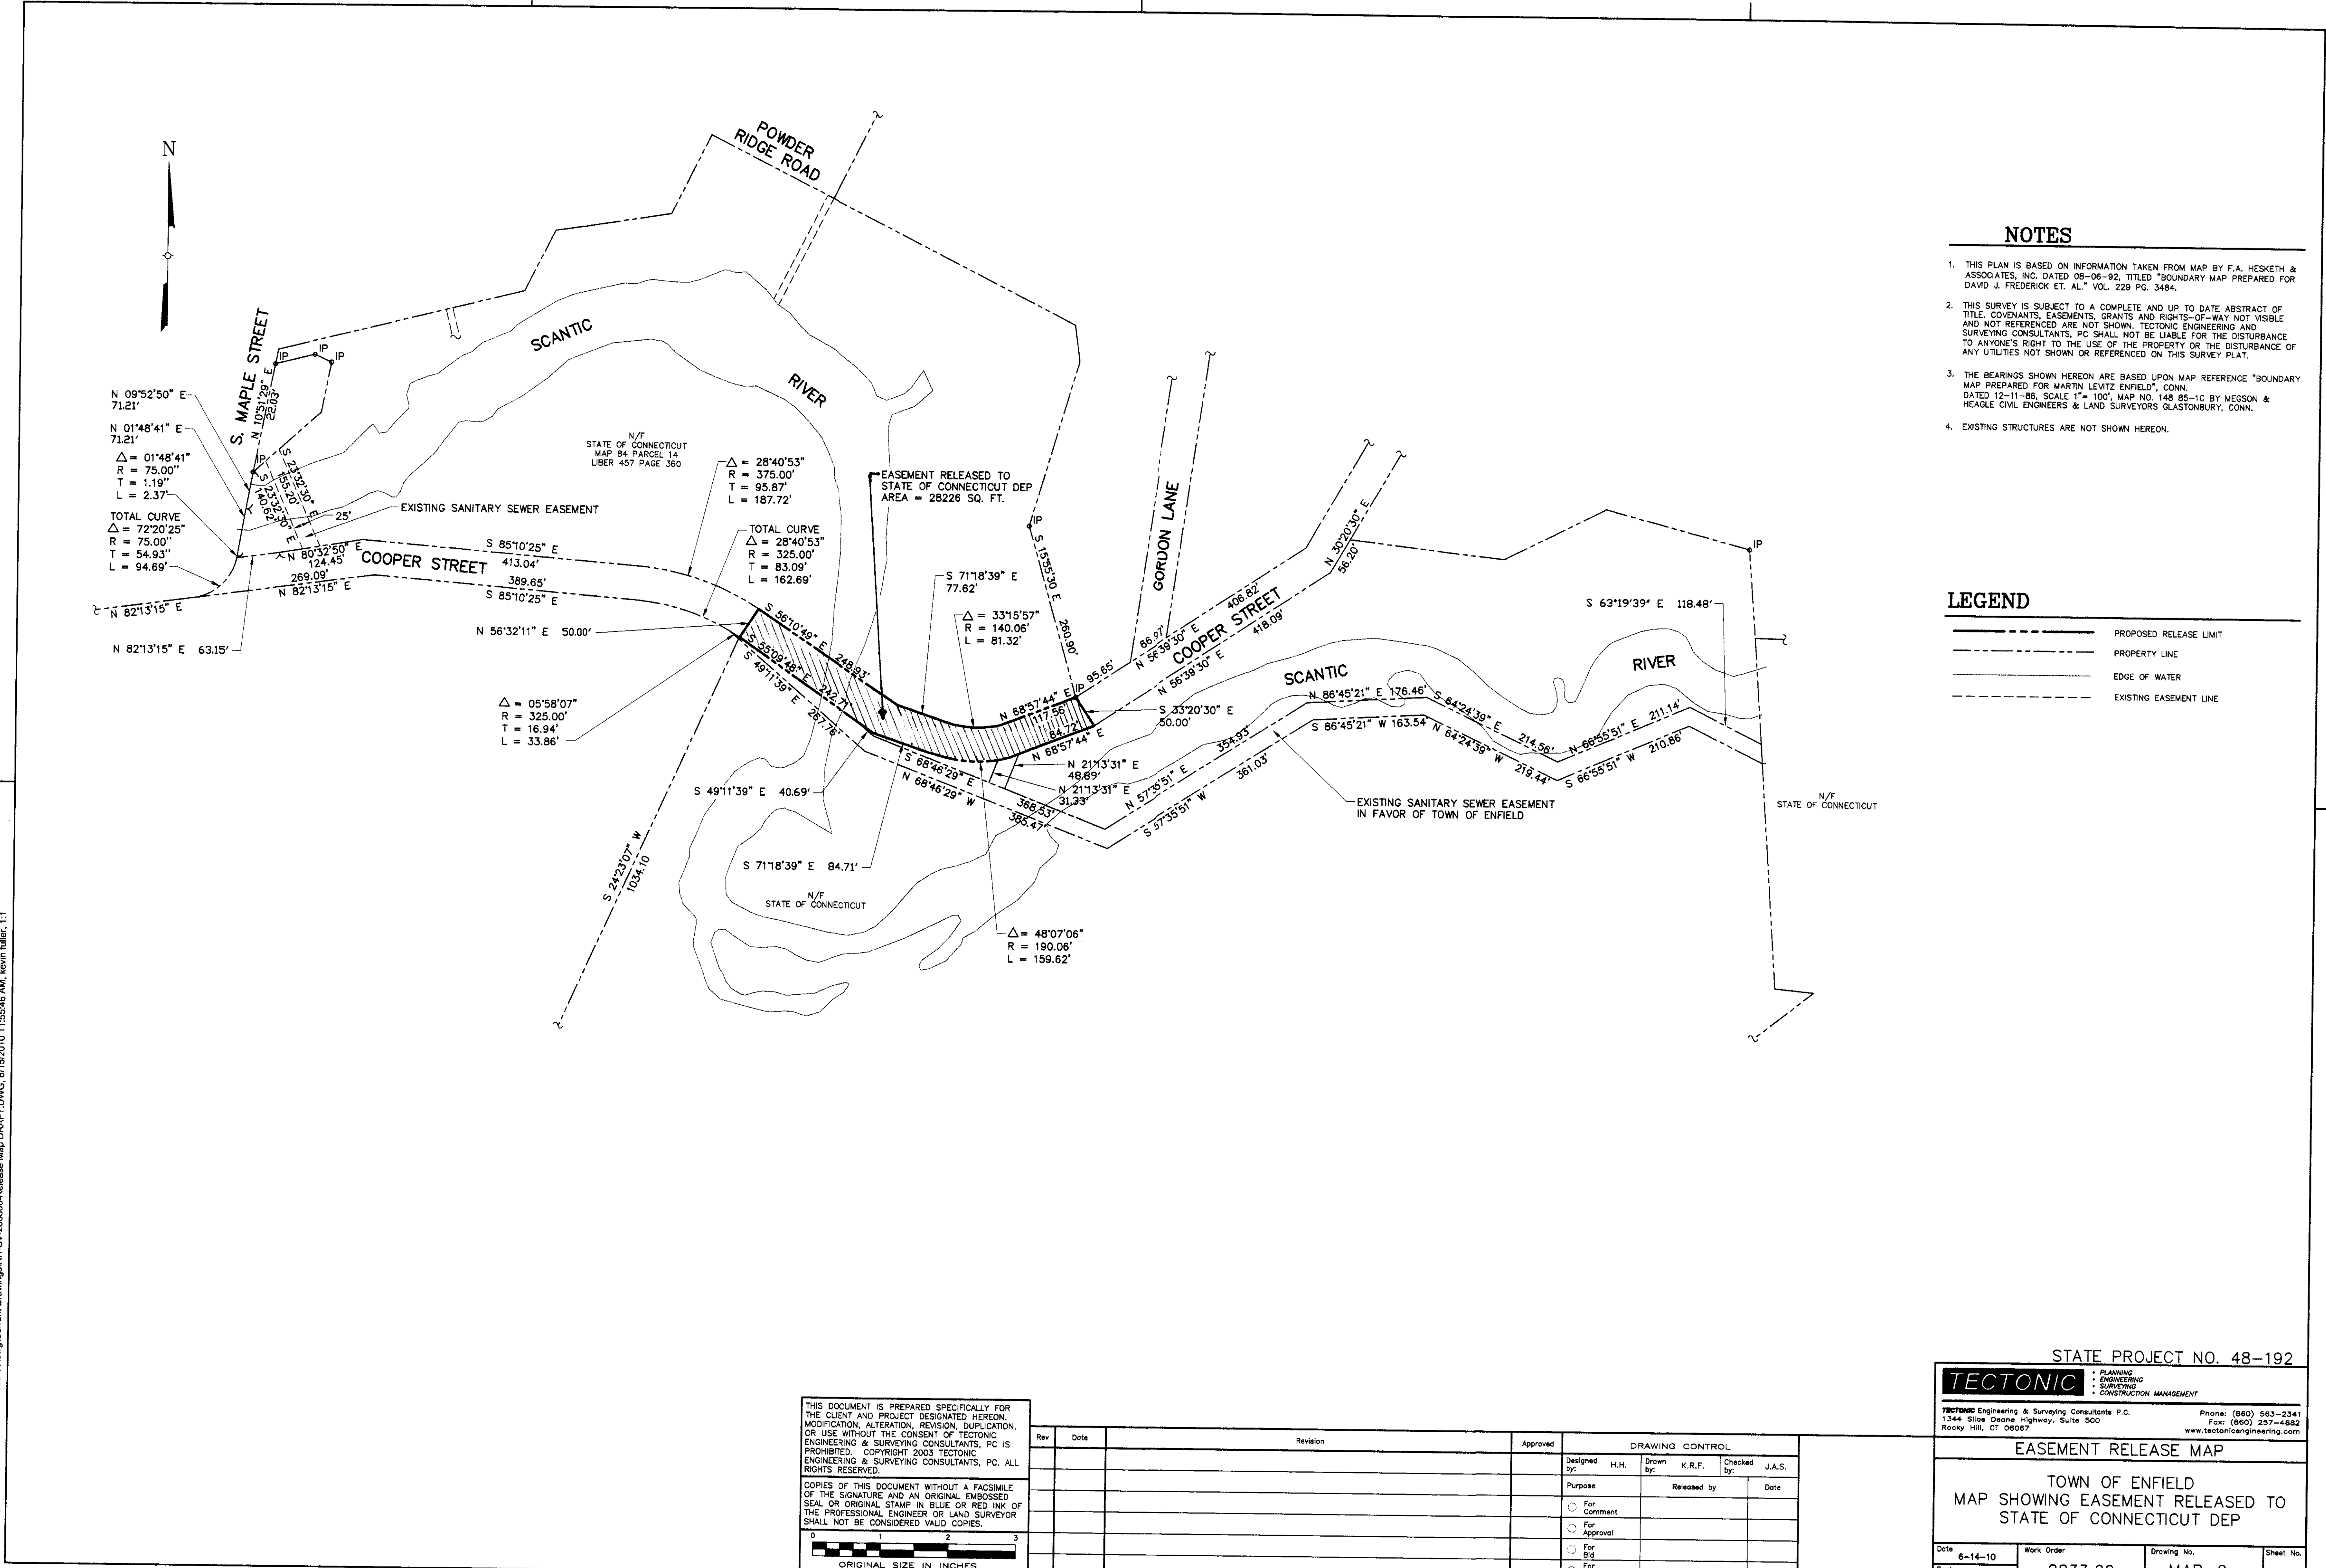 POWDER
RIDGE ROAD
N
SCANTIC
RIVER
S. MAPLE STREET
IP
IP
IP
N 10°51'29" E
22.03'
N 09°52'50" E
71.21'
N 01°48'41" E
71.21'
Δ = 01°48'41"
R = 75.00"
T = 1.19"
L = 2.37'
TOTAL CURVE
Δ = 72°20'25"
R = 75.00"
T = 54.93"
L = 94.69'
IP
S 23°32'30" E
155.20'
S 23°32'30" E
140.62'
25'
EXISTING SANITARY SEWER EASEMENT
N/F
STATE OF CONNECTICUT
MAP 84 PARCEL 14
LIBER 457 PAGE 360
Δ = 28°40'53"
R = 375.00'
T = 95.87'
L = 187.72'
EASEMENT RELEASED TO
STATE OF CONNECTICUT DEP
AREA = 28226 SQ. FT.
TOTAL CURVE
Δ = 28°40'53"
R = 325.00'
T = 83.09'
L = 162.69'
N 80°32'50" E
124.45'
COOPER STREET
S 85°10'25" E
413.04'
269.09'
N 82°13'15" E
389.65'
S 85°10'25" E
N 82°13'15" E
N 82°13'15" E 63.15'
N 56°32'11" E 50.00'
S 56°10'49" E 248.93'
S 55°09'48" E 242.71'
S 49°11'39" E 267.76'
S 71°18'39" E
77.62'
Δ = 33°15'57"
R = 140.06'
L = 81.32'
IP
S 15°55'30 E 260.90'
GORDON LANE
66.97'
N 56°39'30" E
406.82'
COOPER STREET
418.09'
N 56°39'30" E
N 30°20'30" E
56.20'
IP
S 63°19'39" E 118.48'
IP 95.65'
N 68°57'44" E
117.56'
84.72'
N 68°57'44" E
S 33°20'30" E
50.00'
Δ = 05°58'07"
R = 325.00'
T = 16.94'
L = 33.86'
S 49°11'39" E 40.69'
S 68°46'29" E
N 68°46'29" W
368.53'
385.47'
N 21°13'31" E
48.89'
N 21°13'31" E
31.33'
S 71°18'39" E 84.71'
N/F
STATE OF CONNECTICUT
Δ = 48°07'06"
R = 190.06'
L = 159.62'
S 24°23'07" W
1034.10
SCANTIC
RIVER
N 57°35'51" E 354.93'
S 57°35'51" W 361.03'
N 86°45'21" E 176.46'
S 86°45'21" W 163.54'
S 64°24'39" E 214.56'
N 64°24'39" W 219.44'
N 66°55'51" E 211.14'
S 66°55'51" W 210.86'
EXISTING SANITARY SEWER EASEMENT
IN FAVOR OF TOWN OF ENFIELD
N/F
STATE OF CONNECTICUT
NOTES
1. THIS PLAN IS BASED ON INFORMATION TAKEN FROM MAP BY F.A. HESKETH &
ASSOCIATES, INC. DATED 08-06-92, TITLED "BOUNDARY MAP PREPARED FOR
DAVID J. FREDERICK ET. AL." VOL. 229 PG. 3484.
2. THIS SURVEY IS SUBJECT TO A COMPLETE AND UP TO DATE ABSTRACT OF
TITLE. COVENANTS, EASEMENTS, GRANTS AND RIGHTS-OF-WAY NOT VISIBLE
AND NOT REFERENCED ARE NOT SHOWN. TECTONIC ENGINEERING AND
SURVEYING CONSULTANTS, PC SHALL NOT BE LIABLE FOR THE DISTURBANCE
TO ANYONE'S RIGHT TO THE USE OF THE PROPERTY OR THE DISTURBANCE OF
ANY UTILITIES NOT SHOWN OR REFERENCED ON THIS SURVEY PLAT.
3. THE BEARINGS SHOWN HEREON ARE BASED UPON MAP REFERENCE "BOUNDARY
MAP PREPARED FOR MARTIN LEVITZ ENFIELD", CONN.
DATED 12-11-86, SCALE 1"= 100', MAP NO. 148 85-1C BY MEGSON &
HEAGLE CIVIL ENGINEERS & LAND SURVEYORS GLASTONBURY, CONN.
4. EXISTING STRUCTURES ARE NOT SHOWN HEREON.
LEGEND
PROPOSED RELEASE LIMIT
PROPERTY LINE
EDGE OF WATER
EXISTING EASEMENT LINE
STATE PROJECT NO. 48-192
TECTONIC
• PLANNING
• ENGINEERING
• SURVEYING
• CONSTRUCTION MANAGEMENT
TECTONIC Engineering & Surveying Consultants P.C.
1344 Silas Deane Highway, Suite 500
Rocky Hill, CT 06067
Phone: (860) 563-2341
Fax: (860) 257-4882
www.tectonicengineering.com
EASEMENT RELEASE MAP
TOWN OF ENFIELD
MAP SHOWING EASEMENT RELEASED TO
STATE OF CONNECTICUT DEP
Date 6-14-10
Work Order
Drawing No.
Sheet No.
THIS DOCUMENT IS PREPARED SPECIFICALLY FOR
THE CLIENT AND PROJECT DESIGNATED HEREON.
MODIFICATION, ALTERATION, REVISION, DUPLICATION,
OR USE WITHOUT THE CONSENT OF TECTONIC
ENGINEERING & SURVEYING CONSULTANTS, PC IS
PROHIBITED. COPYRIGHT 2003 TECTONIC
ENGINEERING & SURVEYING CONSULTANTS, PC. ALL
RIGHTS RESERVED.
COPIES OF THIS DOCUMENT WITHOUT A FACSIMILE
OF THE SIGNATURE AND AN ORIGINAL EMBOSSED
SEAL OR ORIGINAL STAMP IN BLUE OR RED INK OF
THE PROFESSIONAL ENGINEER OR LAND SURVEYOR
SHALL NOT BE CONSIDERED VALID COPIES.
0 1 2 3
ORIGINAL SIZE IN INCHES
Rev Date Revision Approved
DRAWING CONTROL
Designed by: H.H. Drawn by: K.R.F. Checked by: J.A.S.
Purpose Released by Date
For Comment
For Approval
For Bid
For